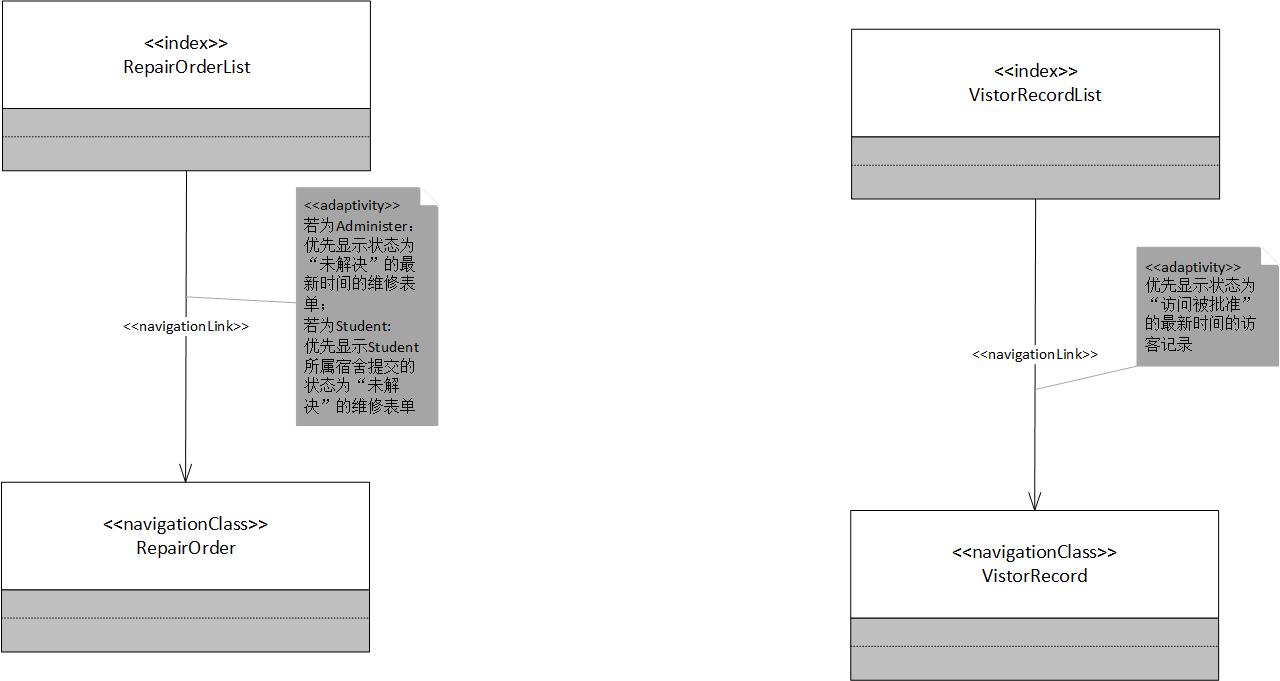 <<index>>
RepairOrderList
<<adaptivity>>
若为Administer：
优先显示状态为
“未解决”的最
新时间的维修表
单；
若为Student:
优先显示Student
所属宿舍提交的
状态为“未解
决”的维修表单
<<navigationLink>>
<<navigationClass>>
RepairOrder
<<index>>
VistorRecordList
<<adaptivity>>
优先显示状态为
“访问被批准”
的最新时间的访
客记录
<<navigationLink>>
<<navigationClass>>
VistorRecord